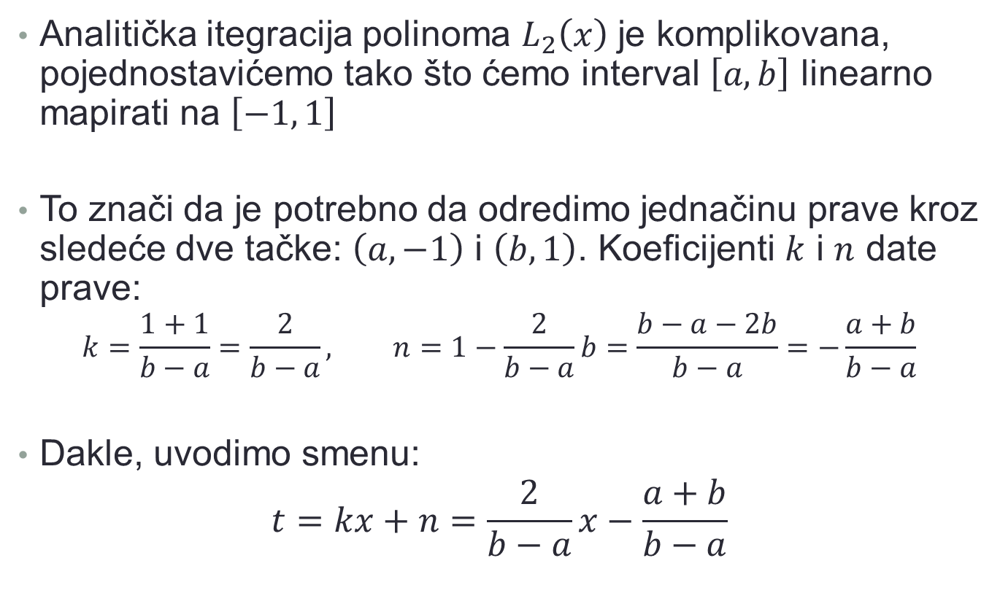 • Analitička itegracija polinoma $L_2(x)$ je komplikovana,
pojednostavićemo tako što ćemo interval $[a, b]$ linearno
mapirati na $[-1, 1]$
• To znači da je potrebno da odredimo jednačinu prave kroz
sledeće dve tačke: $(a, -1)$ i $(b, 1)$. Koeficijenti $k$ i $n$ date
prave:
$k = \frac{1+1}{b-a} = \frac{2}{b-a}, \quad n = 1 - \frac{2}{b-a}b = \frac{b-a-2b}{b-a} = -\frac{a+b}{b-a}$
• Dakle, uvodimo smenu:
$t = kx + n = \frac{2}{b-a}x - \frac{a+b}{b-a}$